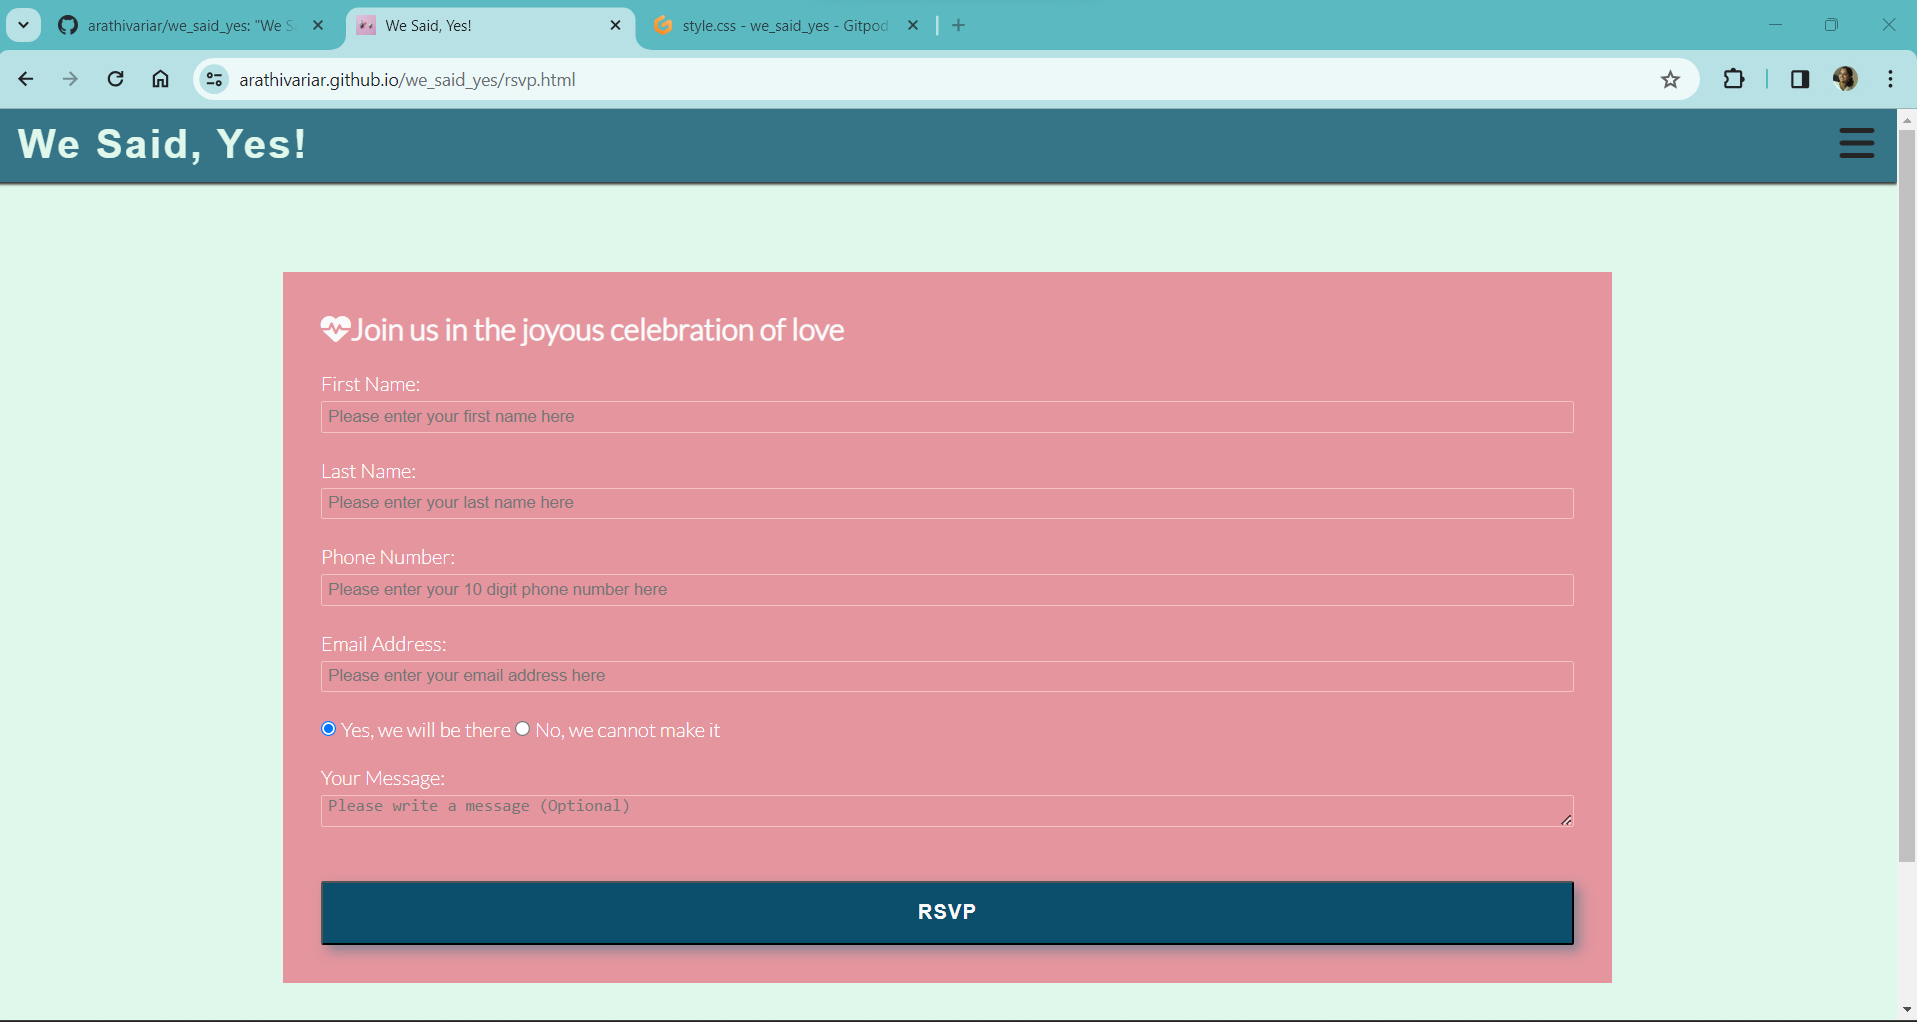 arathivariar/we_said_yes: "We S
We Said, Yes!
style.css - we_said_yes - Gitpod
arathivariar.github.io/we_said_yes/rsvp.html
We Said, Yes!
Join us in the joyous celebration of love
First Name:
Please enter your first name here
Last Name:
Please enter your last name here
Phone Number:
Please enter your 10 digit phone number here
Email Address:
Please enter your email address here
Yes, we will be there No, we cannot make it
Your Message:
Please write a message (Optional)
RSVP